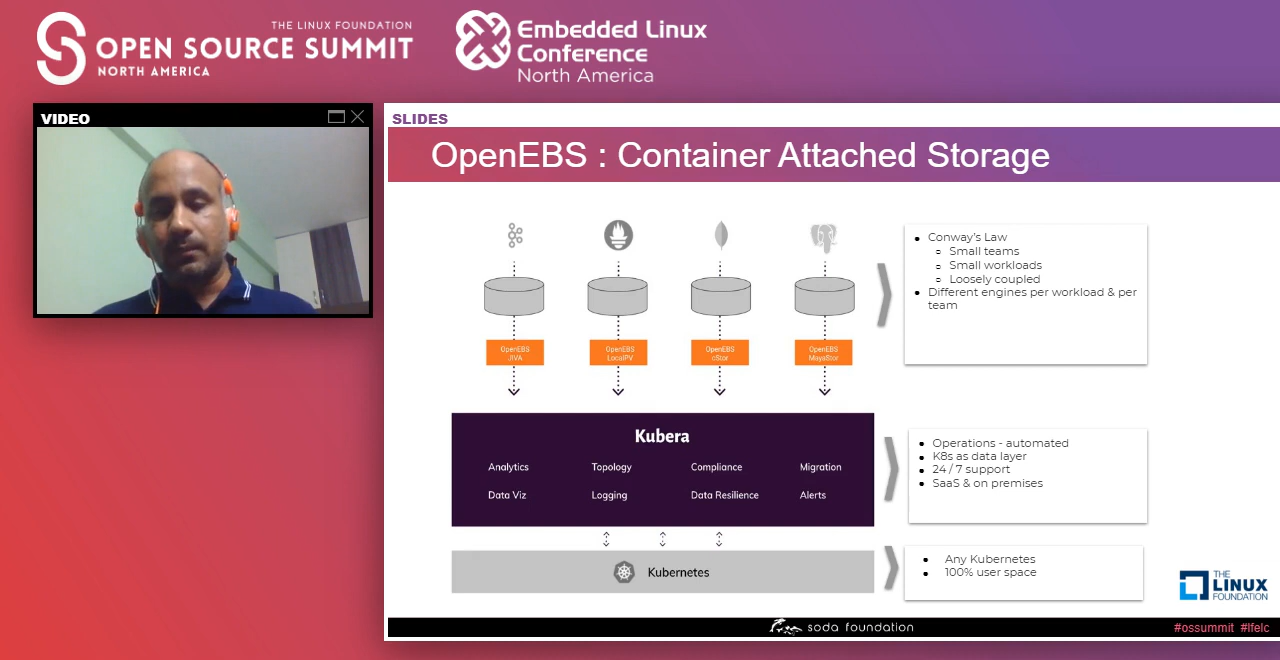 THE LINUX FOUNDATION
OPEN SOURCE SUMMIT
NORTH AMERICA
Embedded Linux
Conference
North America
VIDEO
SLIDES
OpenEBS : Container Attached Storage
OpenEBS
JIVA
OpenEBS
LocalPV
OpenEBS
cStor
OpenEBS
MayaStor
Conway's Law
Small teams
Small workloads
Loosely coupled
Different engines per workload & per
team
Kubera
Analytics
Topology
Compliance
Migration
Data Viz
Logging
Data Resilience
Alerts
Operations - automated
K8s as data layer
24 / 7 support
SaaS & on premises
Kubernetes
Any Kubernetes
100% user space
THE
LINUX
FOUNDATION
soda foundation
#ossummit #lfelc